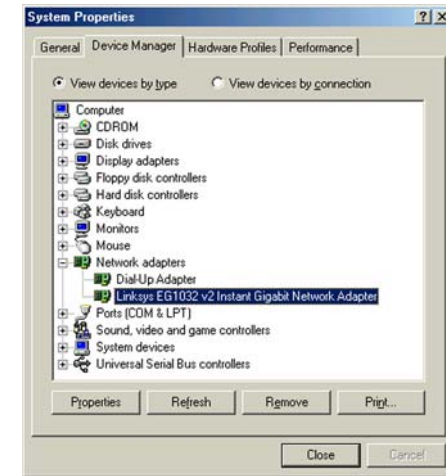 System Properties
General Device Manager Hardware Profiles Performance
View devices by type View devices by connection
Computer
CDROM
Disk drives
Display adapters
Floppy disk controllers
Hard disk controllers
Keyboard
Monitors
Mouse
Network adapters
Dial-Up Adapter
Linksys EG1032 v2 Instant Gigabit Network Adapter
Ports (COM & LPT)
Sound, video and game controllers
System devices
Universal Serial Bus controllers
Properties Refresh Remove Print...
Close Cancel